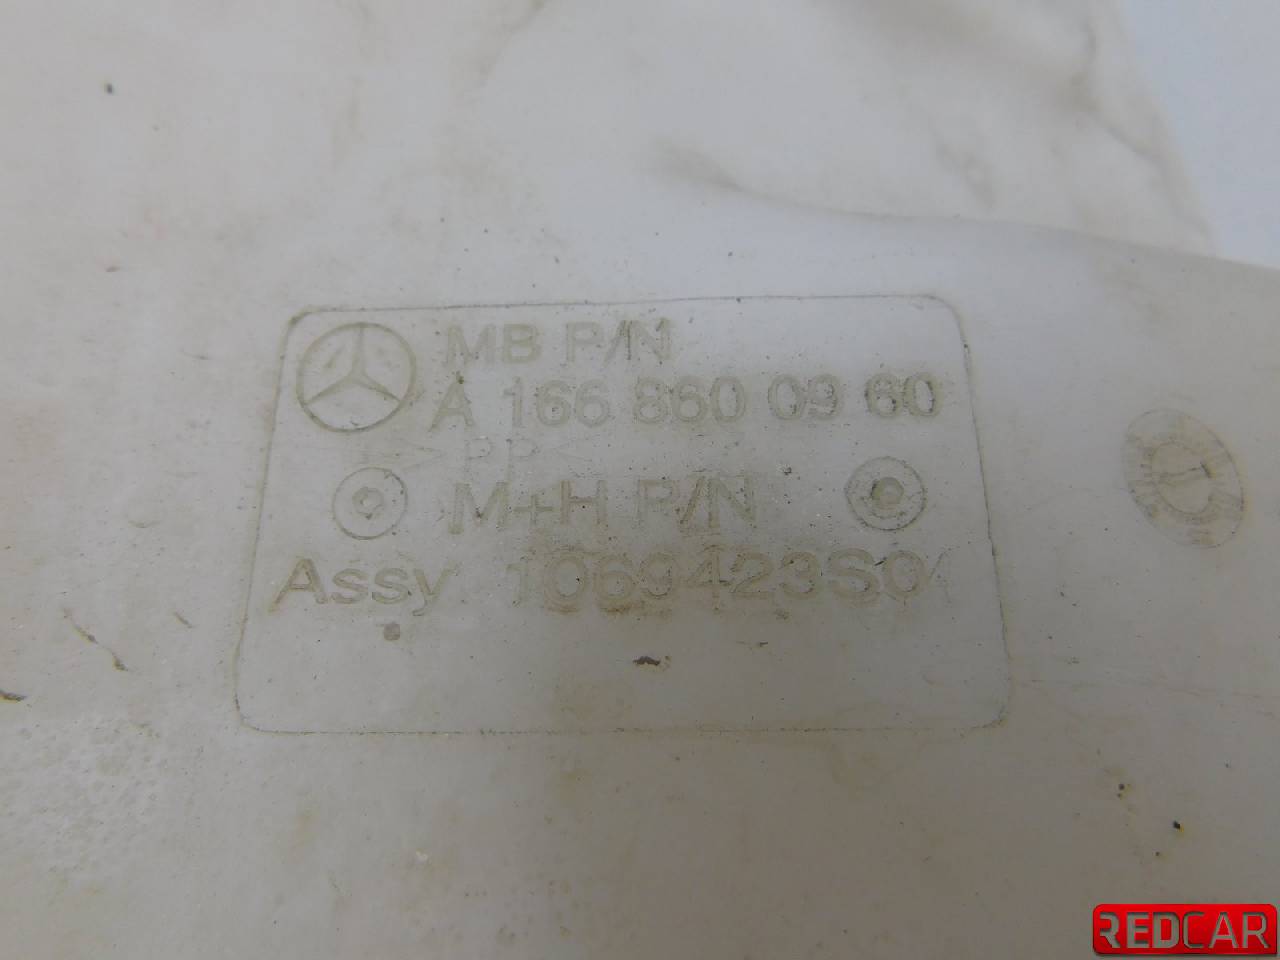 MB P/N
A 166 860 09 60
>PP<
M+H P/N
Assy 1069423S01
REDCAR